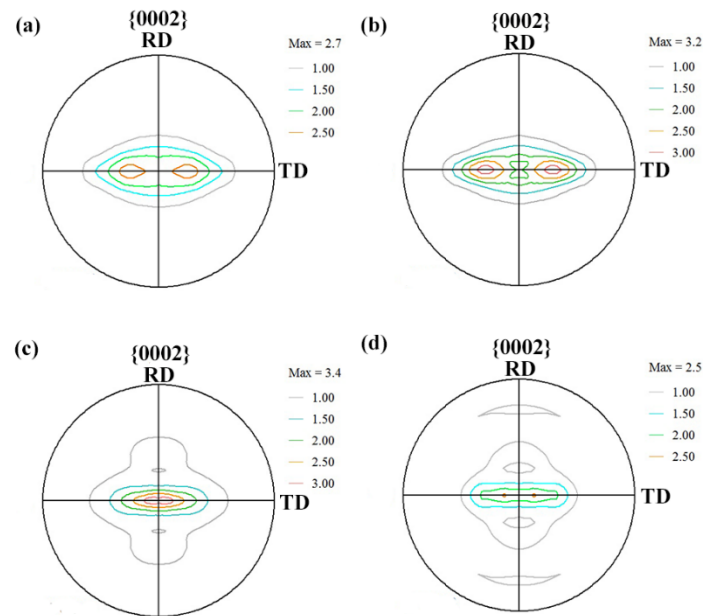 (a)
{0002}
RD
Max = 2.7
1.00
1.50
2.00
2.50
TD
(b)
{0002}
RD
Max = 3.2
1.00
1.50
2.00
2.50
3.00
TD
(c)
{0002}
RD
Max = 3.4
1.00
1.50
2.00
2.50
3.00
TD
(d)
{0002}
RD
Max = 2.5
1.00
1.50
2.00
2.50
TD